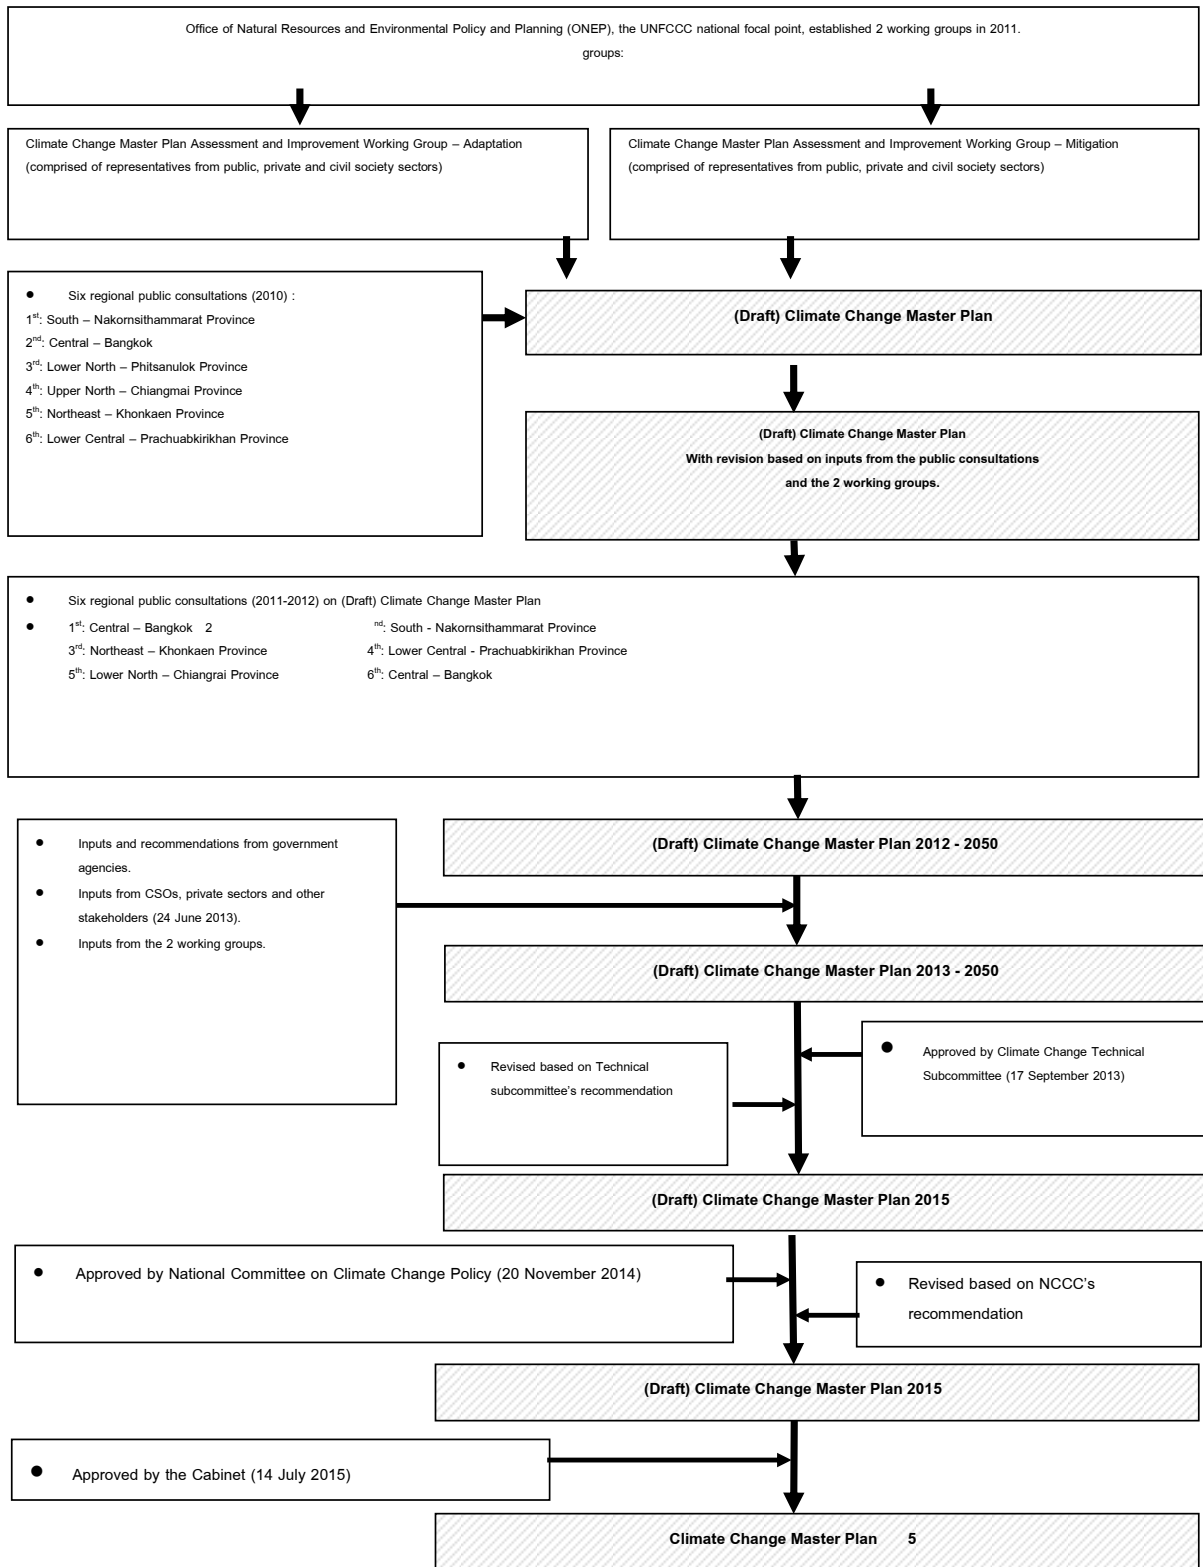 Office of Natural Resources and Environmental Policy and Planning (ONEP), the UNFCCC national focal point, established 2 working groups in 2011.
groups:
Climate Change Master Plan Assessment and Improvement Working Group – Adaptation
(comprised of representatives from public, private and civil society sectors)
Climate Change Master Plan Assessment and Improvement Working Group – Mitigation
(comprised of representatives from public, private and civil society sectors)
● Six regional public consultations (2010) :
1st: South – Nakornsithammarat Province
2nd: Central – Bangkok
3rd: Lower North – Phitsanulok Province
4th: Upper North – Chiangmai Province
5th: Northeast – Khonkaen Province
6th: Lower Central – Prachuabkirikhan Province
(Draft) Climate Change Master Plan
(Draft) Climate Change Master Plan
With revision based on inputs from the public consultations
and the 2 working groups.
● Six regional public consultations (2011-2012) on (Draft) Climate Change Master Plan
● 1st: Central – Bangkok 2 nd: South - Nakornsithammarat Province
3rd: Northeast – Khonkaen Province 4th: Lower Central - Prachuabkirikhan Province
5th: Lower North – Chiangrai Province 6th: Central – Bangkok
(Draft) Climate Change Master Plan 2012 - 2050
● Inputs and recommendations from government
agencies.
● Inputs from CSOs, private sectors and other
stakeholders (24 June 2013).
● Inputs from the 2 working groups.
(Draft) Climate Change Master Plan 2013 - 2050
● Approved by Climate Change Technical
Subcommittee (17 September 2013)
● Revised based on Technical
subcommittee's recommendation
(Draft) Climate Change Master Plan 2015
● Approved by National Committee on Climate Change Policy (20 November 2014)
● Revised based on NCCC's
recommendation
(Draft) Climate Change Master Plan 2015
● Approved by the Cabinet (14 July 2015)
Climate Change Master Plan 5